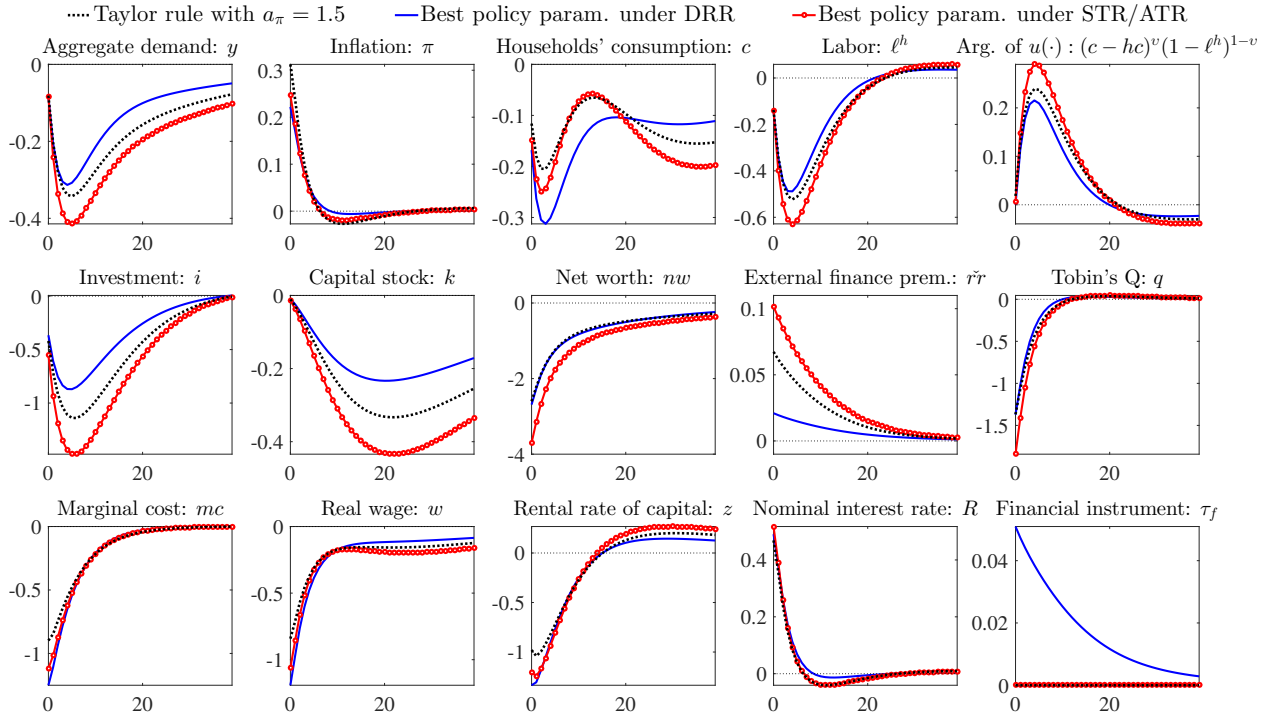 Taylor rule with a_π = 1.5 Best policy param. under DRR Best policy param. under STR/ATR
Aggregate demand: y Inflation: π Households' consumption: c Labor: ℓ^h Arg. of u(·) : (c − hc)^υ(1 − ℓ^h)^{1−υ}
0 0.3 0 0 0.2
-0.2 0.2 -0.1 -0.2 0.1
-0.4 0.1 -0.2 -0.4 0
0 -0.3 -0.6
0 20 0 20 0 20 0 20 0 20
Investment: i Capital stock: k Net worth: nw External finance prem.: rř Tobin's Q: q
0 0 0 0.1 0
-0.5 -0.2 -2 0.05 -0.5
-1 -0.4 -4 0 -1
-1.5
0 20 0 20 0 20 0 20 0 20
Marginal cost: mc Real wage: w Rental rate of capital: z Nominal interest rate: R Financial instrument: τ_f
0 0 0 0.4 0.04
-0.5 -0.5 -0.5 0.2 0.02
-1 -1 -1 0 0
0 20 0 20 0 20 0 20 0 20